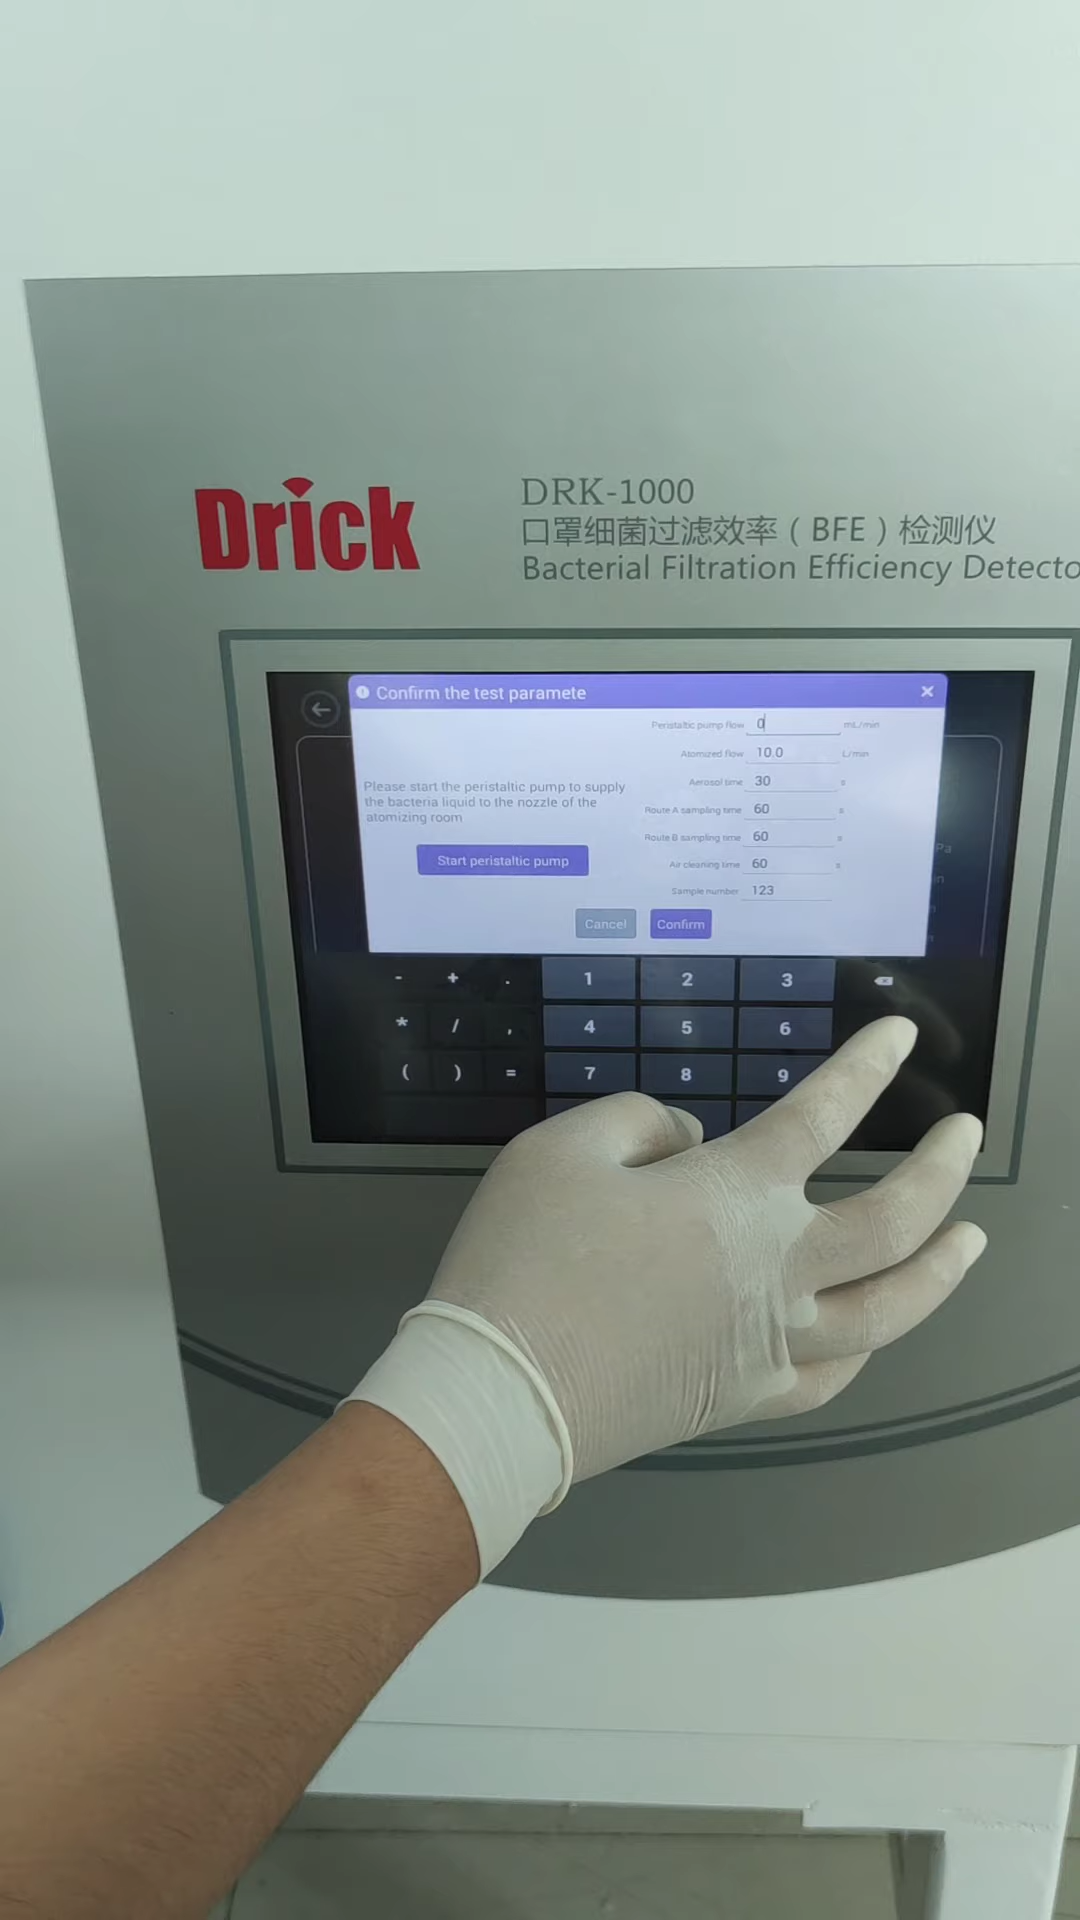 Drick
DRK-1000
口罩细菌过滤效率（BFE）检测仪
Bacterial Filtration Efficiency Detecto
Confirm the test paramete
Peristaltic pump flow 0 mL/min
Atomized flow 10.0 L/min
Aerosol time 30 s
Please start the peristaltic pump to supply
the bacteria liquid to the nozzle of the
atomizing room
Route A sampling time 60 s
Route B sampling time 60 s
Start peristaltic pump
Air cleaning time 60 s
Sample number 123
Cancel Confirm
Pa
- + . 1 2 3
* / , 4 5 6
( ) = 7 8 9